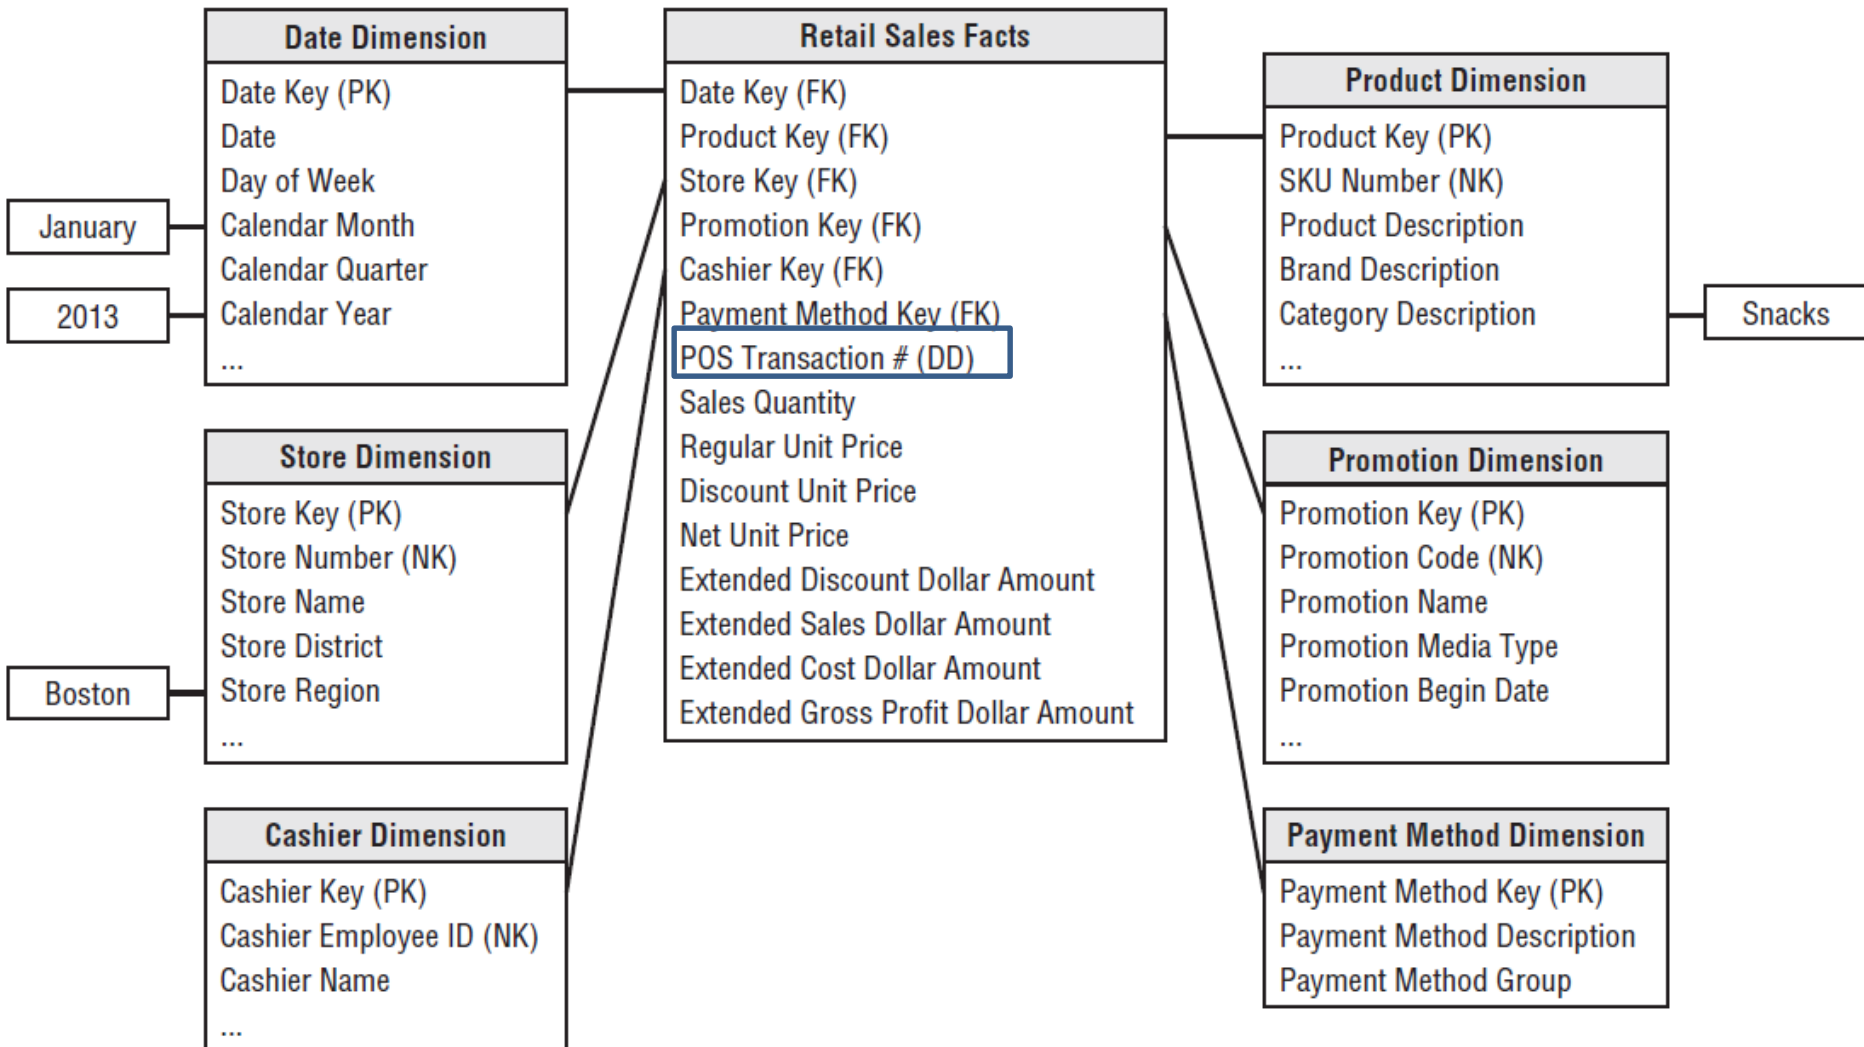 Date Dimension
Date Key (PK)
Date
Day of Week
Calendar Month
Calendar Quarter
Calendar Year
...
January
2013
Store Dimension
Store Key (PK)
Store Number (NK)
Store Name
Store District
Store Region
...
Boston
Cashier Dimension
Cashier Key (PK)
Cashier Employee ID (NK)
Cashier Name
...
Retail Sales Facts
Date Key (FK)
Product Key (FK)
Store Key (FK)
Promotion Key (FK)
Cashier Key (FK)
Payment Method Key (FK)
POS Transaction # (DD)
Sales Quantity
Regular Unit Price
Discount Unit Price
Net Unit Price
Extended Discount Dollar Amount
Extended Sales Dollar Amount
Extended Cost Dollar Amount
Extended Gross Profit Dollar Amount
Product Dimension
Product Key (PK)
SKU Number (NK)
Product Description
Brand Description
Category Description
...
Snacks
Promotion Dimension
Promotion Key (PK)
Promotion Code (NK)
Promotion Name
Promotion Media Type
Promotion Begin Date
...
Payment Method Dimension
Payment Method Key (PK)
Payment Method Description
Payment Method Group